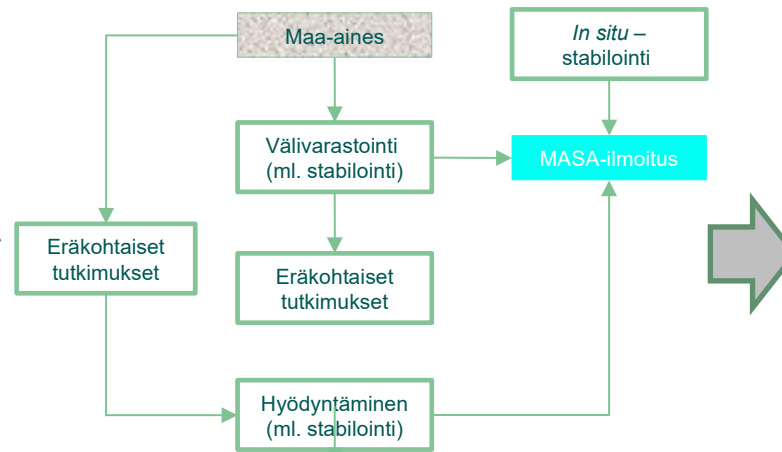 Maa-aines
In situ –
stabilointi
Välivarastointi
(ml. stabilointi)
MASA-ilmoitus
Eräkohtaiset
tutkimukset
Eräkohtaiset
tutkimukset
Hyödyntäminen
(ml. stabilointi)